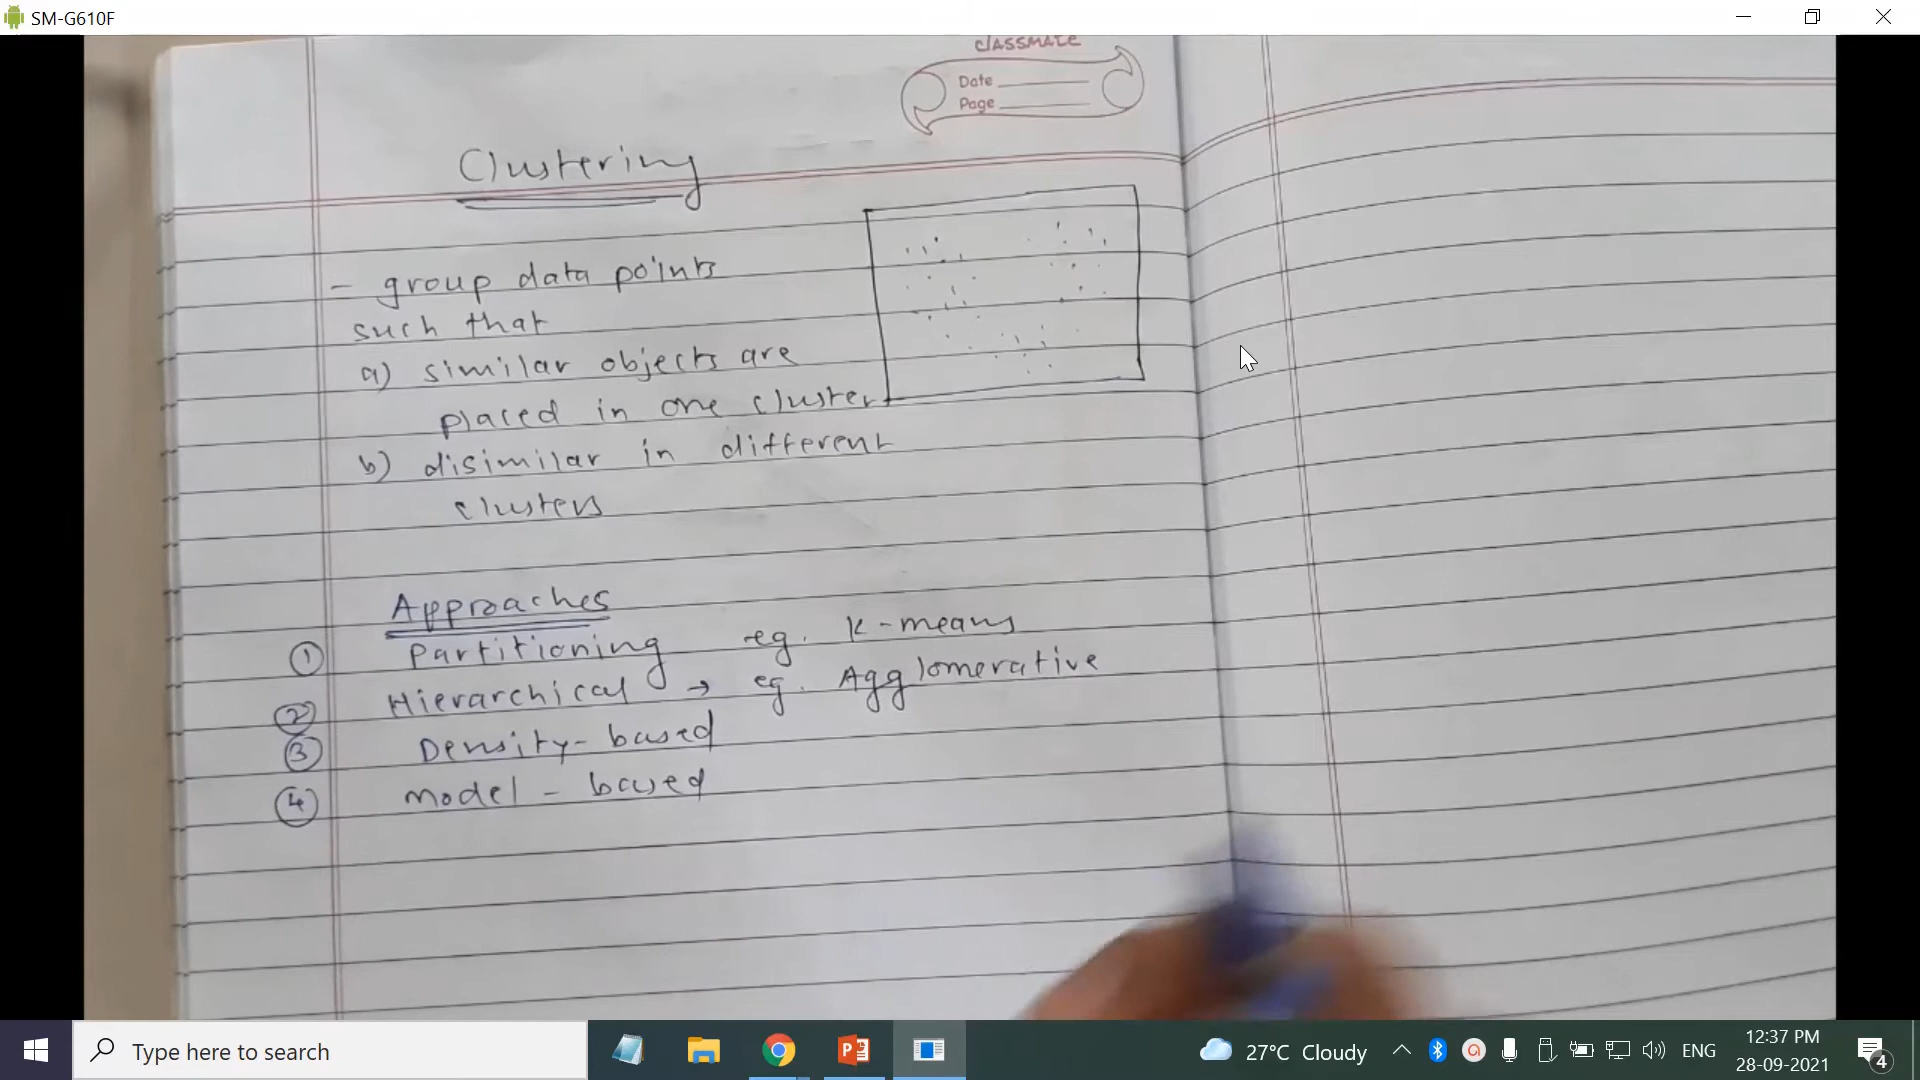 SM-G610F
CLASSMATE
Date
Page
Clustering
- group data points
such that
a) similar objects are
placed in one cluster
b) disimilar in different
clusters
Approaches
1 Partitioning eg. K-means
2 Hierarchical → eg. Agglomerative
3 Density-based
4 Model-based
Type here to search
27°C Cloudy
ENG
12:37 PM
28-09-2021
4